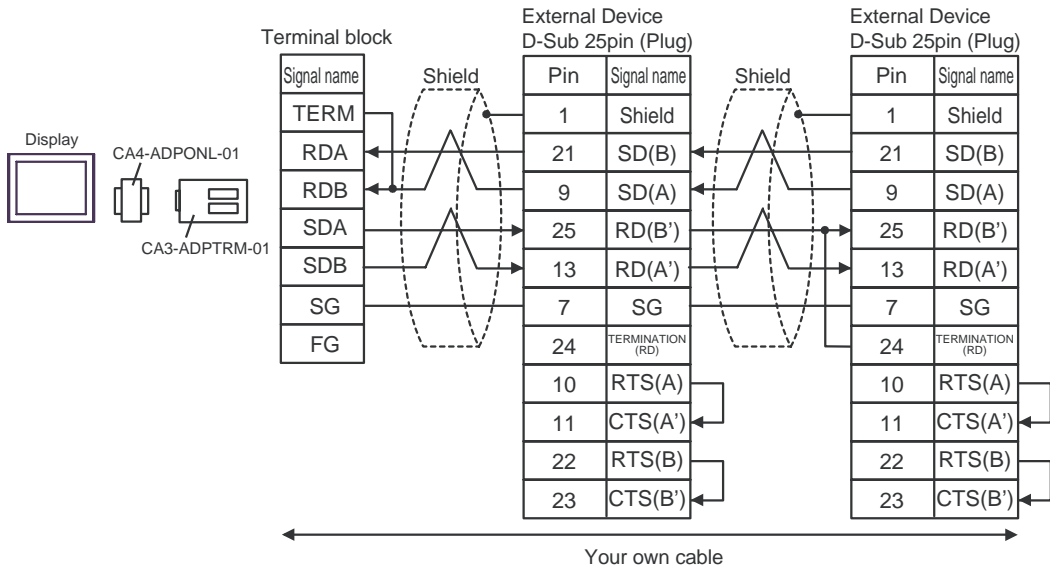 Display
CA4-ADPONL-01
CA3-ADPTRM-01
Terminal block
Signal name
TERM
RDA
RDB
SDA
SDB
SG
FG
Shield
External Device
D-Sub 25pin (Plug)
Pin Signal name
1 Shield
21 SD(B)
9 SD(A)
25 RD(B’)
13 RD(A’)
7 SG
24 TERMINATION
(RD)
10 RTS(A)
11 CTS(A’)
22 RTS(B)
23 CTS(B’)
Shield
External Device
D-Sub 25pin (Plug)
Pin Signal name
1 Shield
21 SD(B)
9 SD(A)
25 RD(B’)
13 RD(A’)
7 SG
24 TERMINATION
(RD)
10 RTS(A)
11 CTS(A’)
22 RTS(B)
23 CTS(B’)
Your own cable